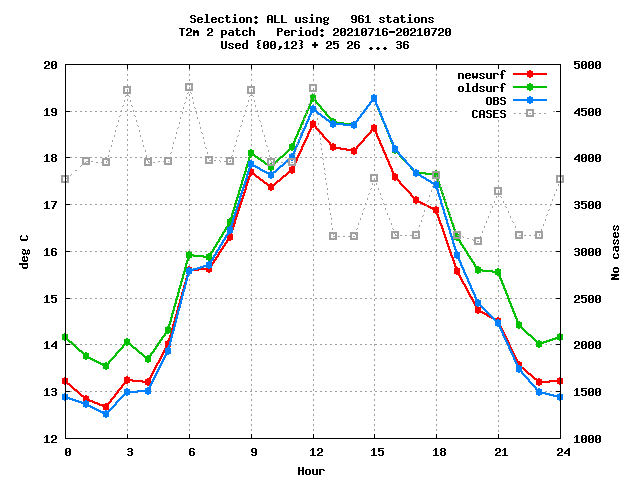 Selection: ALL using   961 stations
T2m 2 patch   Period: 20210716-20210720
Used {00,12} + 25 26 ... 36
20
19
18
17
16
15
14
13
12
deg C
5000
4500
4000
3500
3000
2500
2000
1500
1000
No cases
newsurf
oldsurf
OBS
CASES
0 3 6 9 12 15 18 21 24
Hour